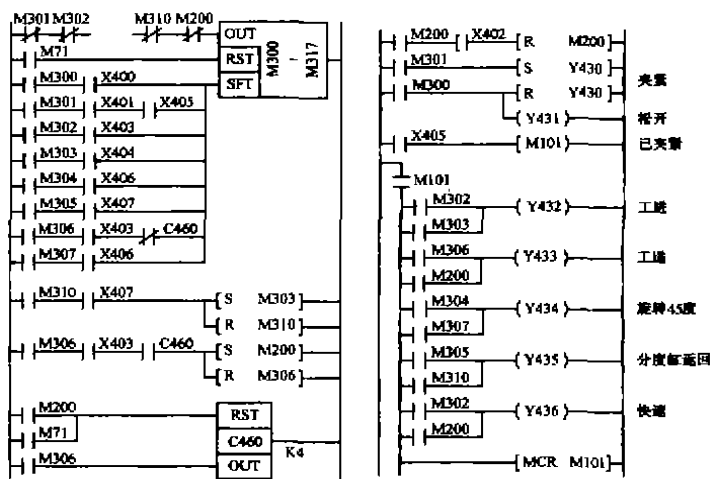 M301 M302 M310 M200
OUT
M71
RST
M300 - M317
M300 X400
SFT
M301 X401 X405
M302 X403
M303 X404
M304 X406
M305 X407
M306 X403 C460
M307 X406
M310 X407 S M303
R M310
M306 X403 C460 S M200
R M306
M200 RST
M71 C460 K4
M306 OUT
M200 X402 R M200
M301 S Y430 夹紧
M300 R Y430
Y431 松开
X405 M101 已夹紧
M101
M302 Y432 工进
M303
M306 Y433
M200
M304 Y434 旋转45度
M307
M305 Y435 分度缸返回
M310
M302 Y436 快速
M200
MCR M101